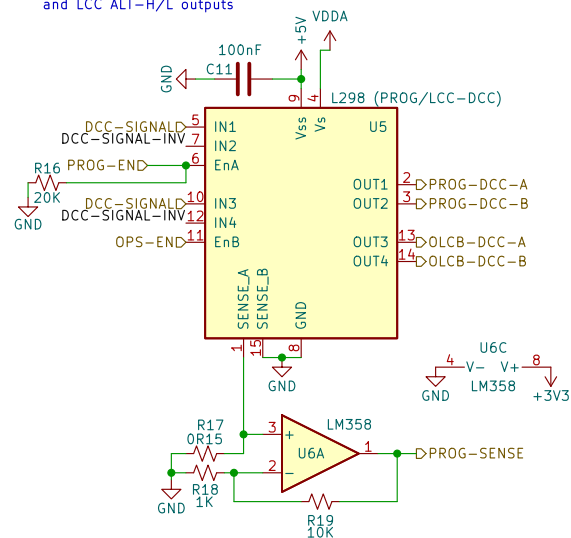 and LCC ALT-H/L outputs
VDDA
+5V
100nF
C11
GND
L298 (PROG/LCC-DCC)
9
4
Vss
Vs
U5
DCC-SIGNAL
5
IN1
DCC-SIGNAL-INV
7
IN2
PROG-EN
6
EnA
R16
20K
GND
DCC-SIGNAL
10
IN3
DCC-SIGNAL-INV
12
IN4
OPS-EN
11
EnB
OUT1
2
PROG-DCC-A
OUT2
3
PROG-DCC-B
OUT3
13
OLCB-DCC-A
OUT4
14
OLCB-DCC-B
SENSE_A
SENSE_B
GND
1
15
8
GND
U6C
4
V-
V+
8
GND
LM358
+3V3
R17
0R15
LM358
3
+
U6A
1
PROG-SENSE
2
-
R18
1K
GND
R19
10K